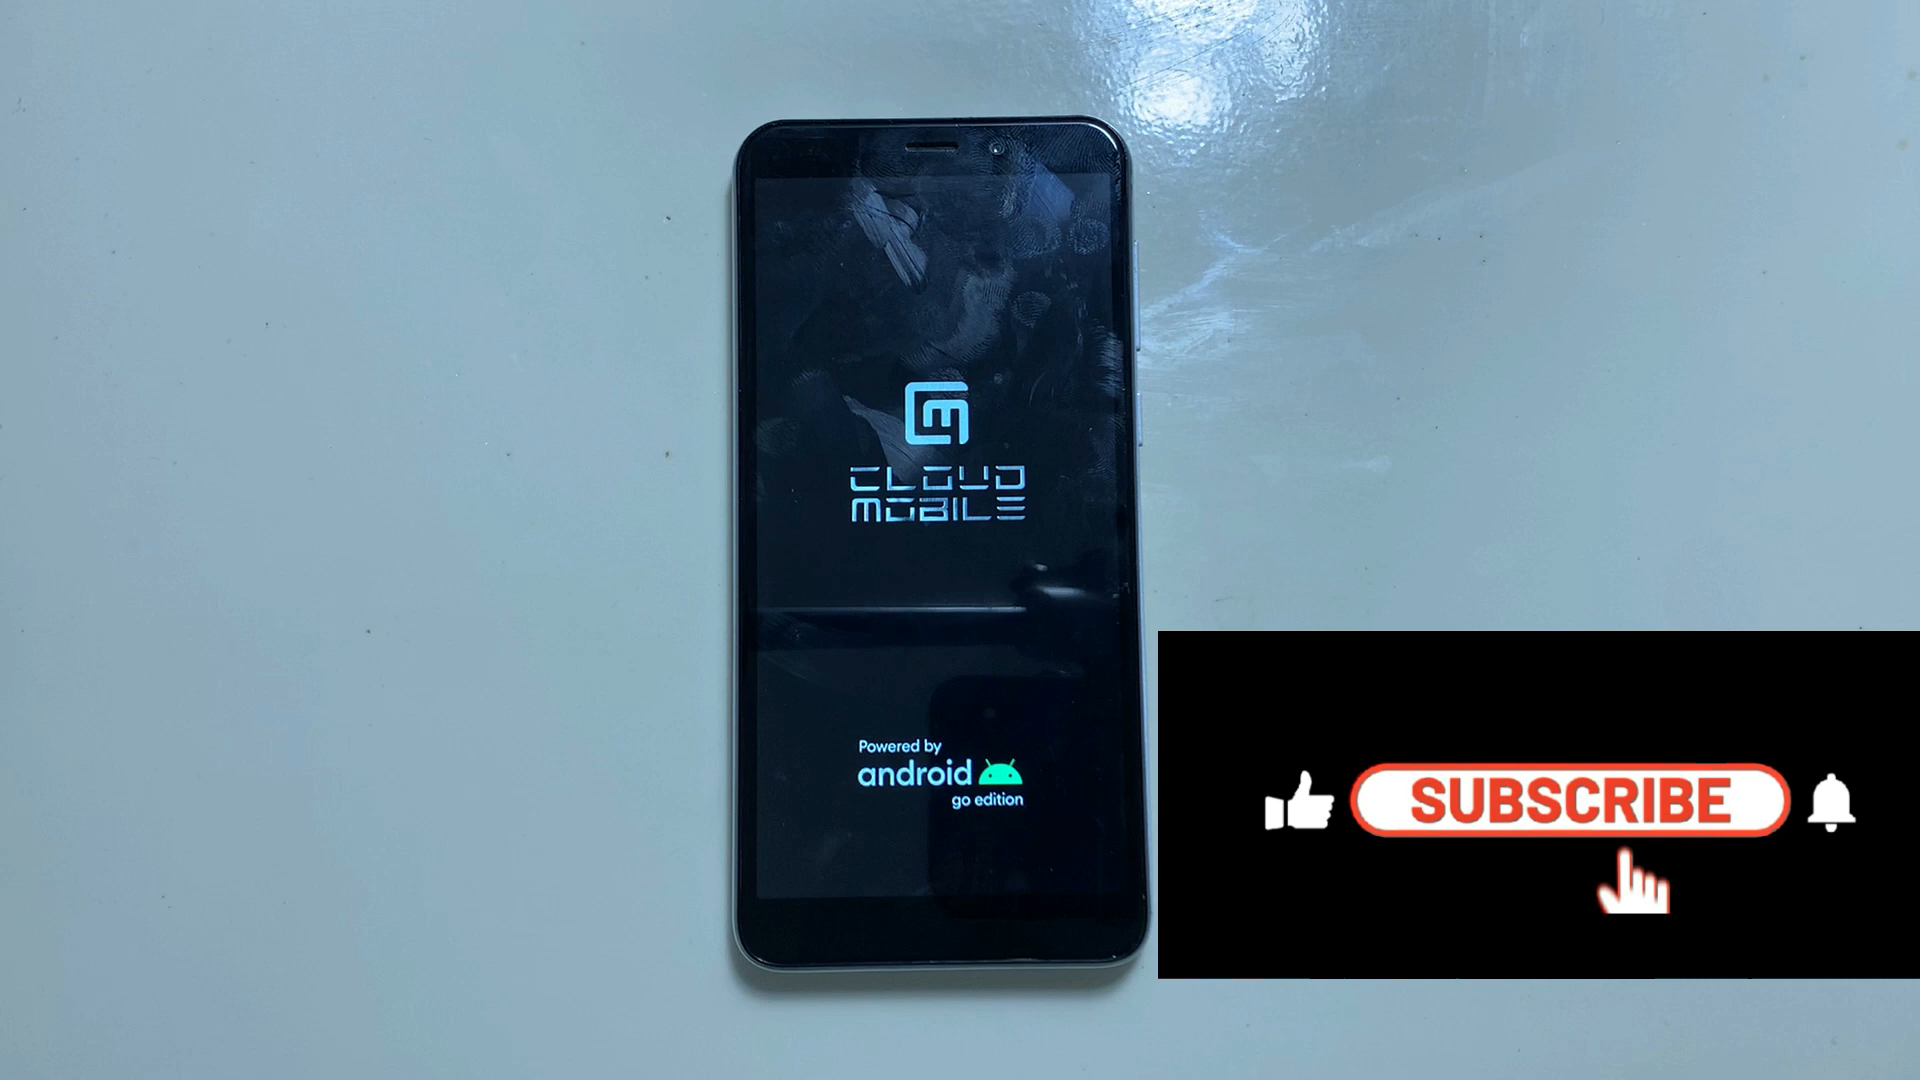 CLOUD
MOBILE
Powered by
android
go edition
SUBSCRIBE